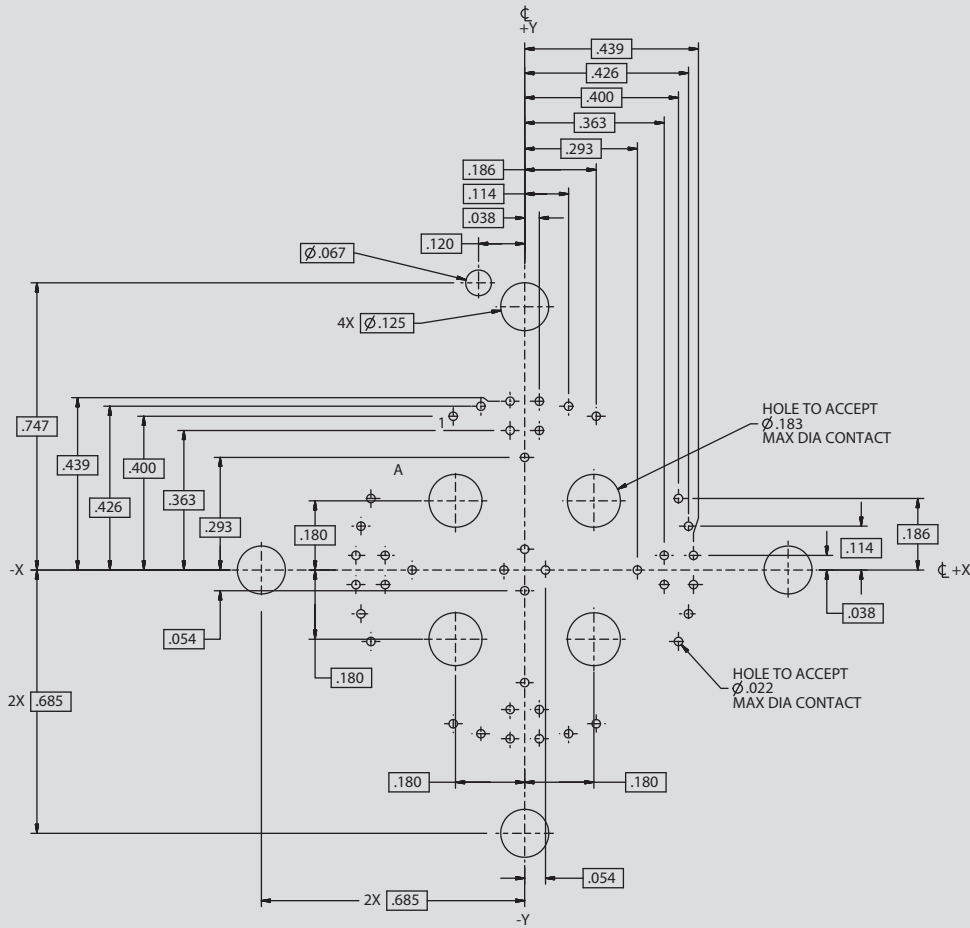 ℄
+Y
.439
.426
.400
.363
.293
.186
.114
.038
.120
Ø.067
4X Ø.125
1
HOLE TO ACCEPT
Ø.183
MAX DIA CONTACT
.747
.439
.426
.400
.363
.293
A
.180
.186
.114
-X
℄ +X
.038
.054
.180
HOLE TO ACCEPT
Ø.022
MAX DIA CONTACT
2X .685
.180
.180
.054
2X .685
-Y